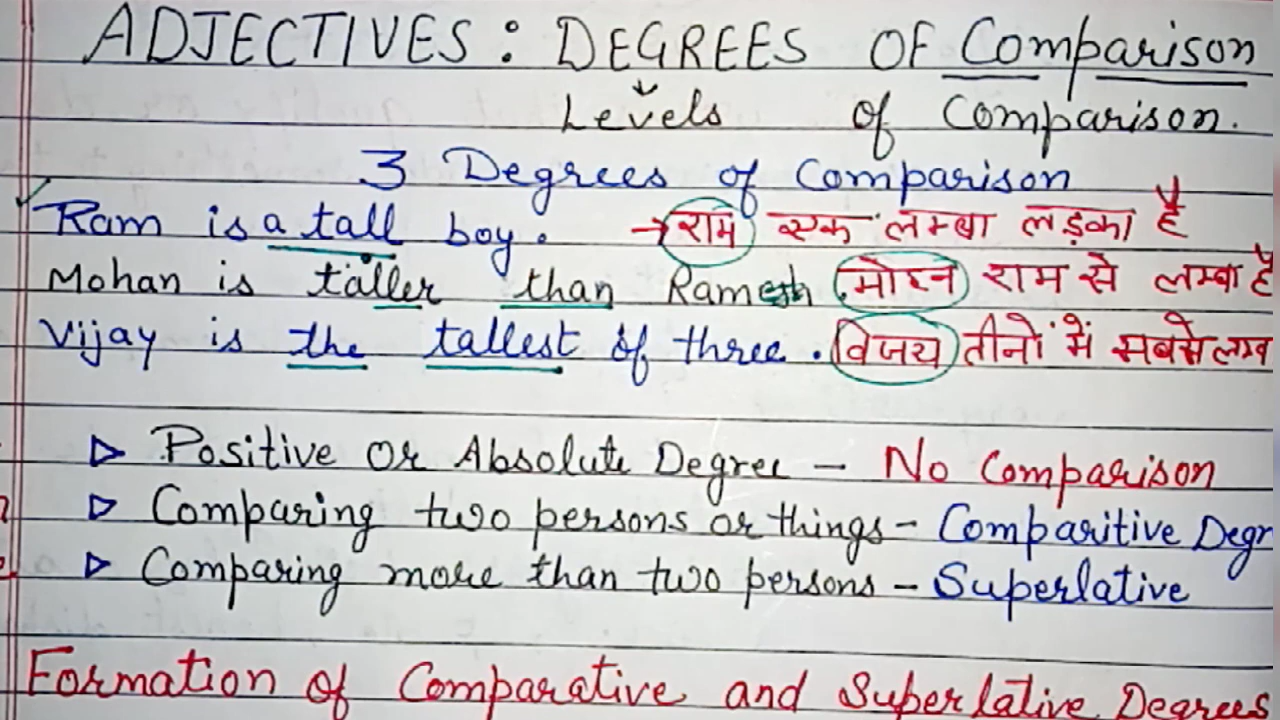 ADJECTIVES : DEGREES OF Comparison
Levels of Comparison.
3 Degrees of Comparison
Ram is a tall boy. → राम एक लम्बा लड़का है
Mohan is taller than Ramesh मोहन राम से लम्बा है
Vijay is the tallest of three. विजय तीनों में सबसे लम्ब
▷ Positive or Absolute Degree - No Comparison
▷ Comparing two persons or things - Comparitive Degr
▷ Comparing more than two persons - Superlative
Formation of Comparative and Superlative Degrees